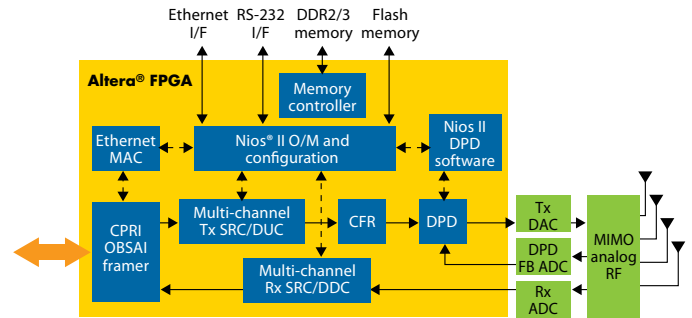 Ethernet I/F
RS-232 I/F
DDR2/3 memory
Flash memory
Altera® FPGA
Memory controller
Ethernet MAC
Nios® II O/M and configuration
Nios II DPD software
CPRI OBSAI framer
Multi-channel Tx SRC/DUC
CFR
DPD
Tx DAC
DPD FB ADC
MIMO analog RF
Multi-channel Rx SRC/DDC
Rx ADC